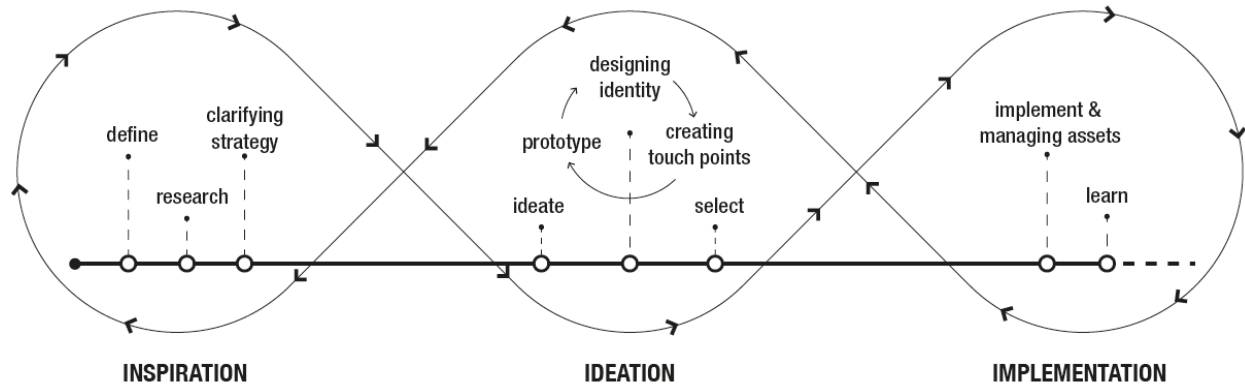 define
research
clarifying
strategy
designing
identity
prototype
creating
touch points
ideate
select
implement &
managing assets
learn
INSPIRATION
IDEATION
IMPLEMENTATION